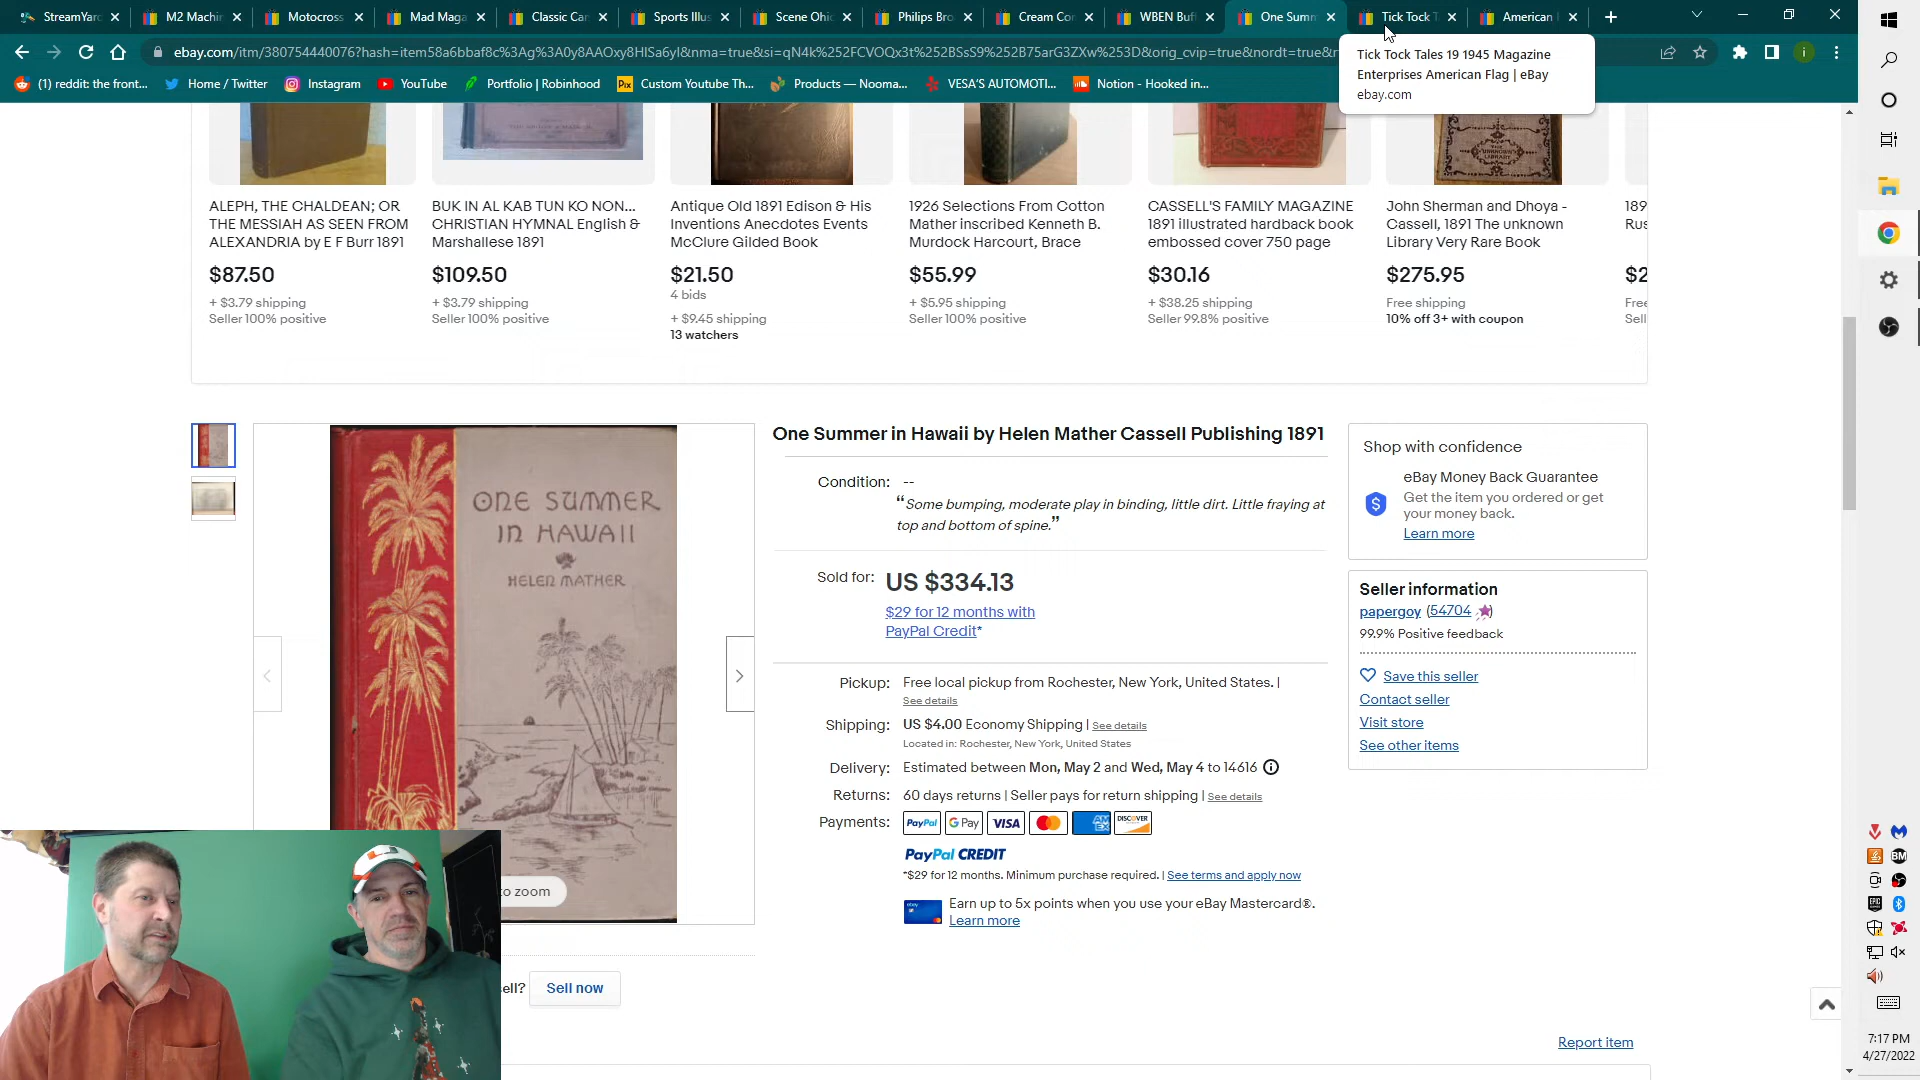 StreamYard
M2 Machin
Motocross
Mad Maga
Classic Car
Sports Illus
Scene Ohio
Philips Bro
Cream Cor
WBEN Buff
One Summ
Tick Tock T
American
ebay.com/itm/380754440076?hash=item58a6bbaf8c%3Ag%3A0y8AAOxy8HlSa6yI&nma=true&si=qN4k%252FCVOQx3t%252BSsS9%252B75arG3ZXw%253D&orig_cvip=true&nordt=true&r
(1) reddit: the front...
Home / Twitter
Instagram
YouTube
Portfolio | Robinhood
Pix
Custom Youtube Th...
Products — Nooma...
VESA'S AUTOMOTI...
Notion - Hooked in...
Tick Tock Tales 19 1945 Magazine
Enterprises American Flag | eBay
ebay.com
ALEPH, THE CHALDEAN; OR
THE MESSIAH AS SEEN FROM
ALEXANDRIA by E F Burr 1891
$87.50
+ $3.79 shipping
Seller 100% positive
BUK IN AL KAB TUN KO NON...
CHRISTIAN HYMNAL English &
Marshallese 1891
$109.50
+ $3.79 shipping
Seller 100% positive
Antique Old 1891 Edison & His
Inventions Anecdotes Events
McClure Gilded Book
$21.50
4 bids
+ $9.45 shipping
13 watchers
1926 Selections From Cotton
Mather inscribed Kenneth B.
Murdock Harcourt, Brace
$55.99
+ $5.95 shipping
Seller 100% positive
CASSELL'S FAMILY MAGAZINE
1891 illustrated hardback book
embossed cover 750 page
$30.16
+ $38.25 shipping
Seller 99.8% positive
John Sherman and Dhoya -
Cassell, 1891 The unknown
Library Very Rare Book
$275.95
Free shipping
10% off 3+ with coupon
189
Rus
$2
Free
Sell
ONE SUMMER
IN HAWAII
HELEN MATHER
to zoom
One Summer in Hawaii by Helen Mather Cassell Publishing 1891
Condition: --
“Some bumping, moderate play in binding, little dirt. Little fraying at
top and bottom of spine.”
Sold for: US $334.13
$29 for 12 months with
PayPal Credit*
Pickup: Free local pickup from Rochester, New York, United States. |
See details
Shipping: US $4.00 Economy Shipping | See details
Located in: Rochester, New York, United States
Delivery: Estimated between Mon, May 2 and Wed, May 4 to 14616
Returns: 60 days returns | Seller pays for return shipping | See details
Payments: PayPal G Pay VISA AM EX DISCOVER
PayPal CREDIT
*$29 for 12 months. Minimum purchase required. | See terms and apply now
Earn up to 5x points when you use your eBay Mastercard®.
Learn more
Shop with confidence
eBay Money Back Guarantee
Get the item you ordered or get
your money back.
Learn more
Seller information
papergoy (54704)
99.9% Positive feedback
Save this seller
Contact seller
Visit store
See other items
ell? Sell now
Report item
BM
EPIC
7:17 PM
4/27/2022